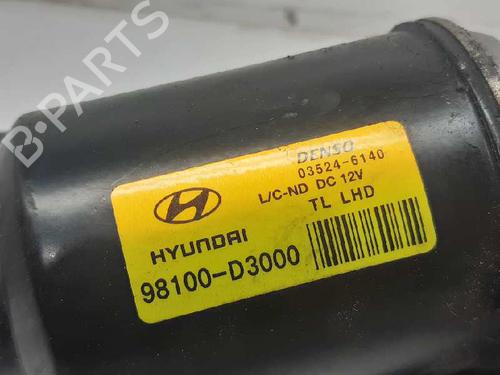 B-PARTS
DENSO
03524-6140
L/C-ND DC 12V
TL LHD
HYUNDAI
98100-D3000